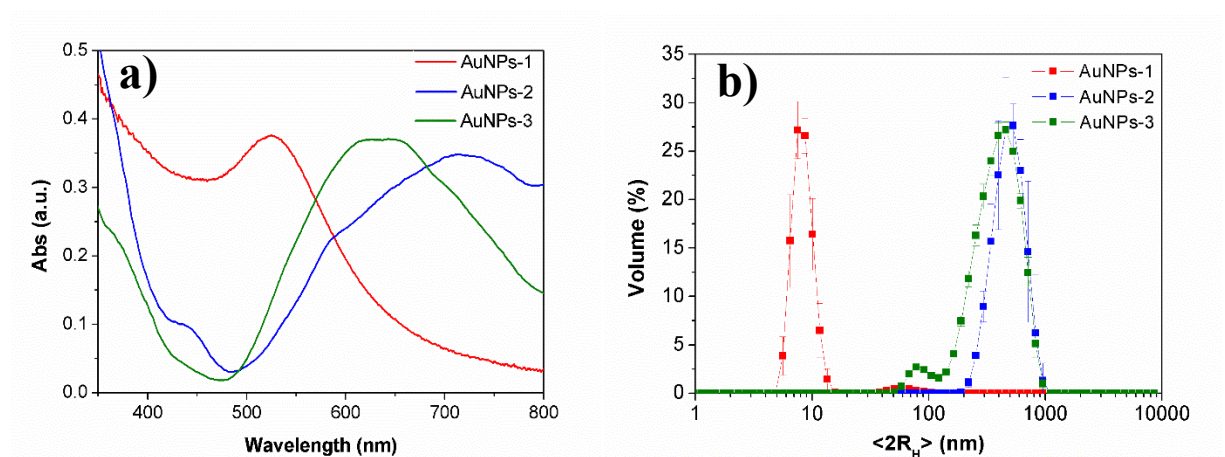 a)
AuNPs-1
AuNPs-2
AuNPs-3
0.5
0.4
0.3
0.2
0.1
0.0
Abs (a.u.)
400 500 600 700 800
Wavelength (nm)
b)
AuNPs-1
AuNPs-2
AuNPs-3
35
30
25
20
15
10
5
0
Volume (%)
1 10 100 1000 10000
<2R_H> (nm)